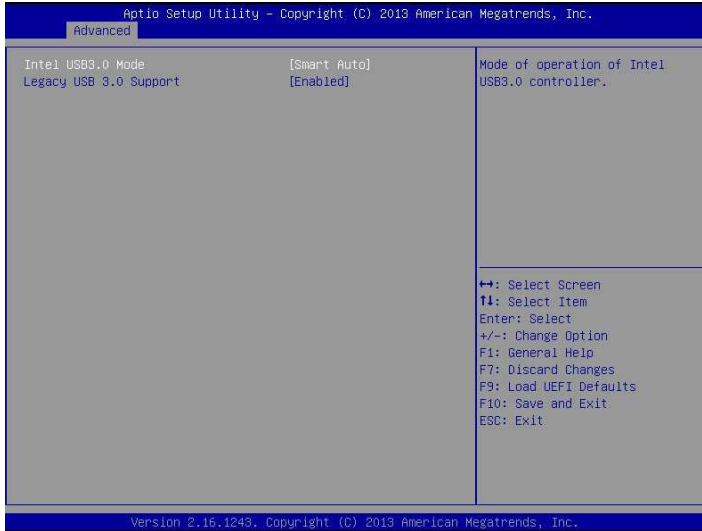 Aptio Setup Utility – Copyright (C) 2013 American Megatrends, Inc.
Advanced
Intel USB3.0 Mode [Smart Auto]
Legacy USB 3.0 Support [Enabled]
Mode of operation of Intel
USB3.0 controller.
↔: Select Screen
↑↓: Select Item
Enter: Select
+/-: Change Option
F1: General Help
F7: Discard Changes
F9: Load UEFI Defaults
F10: Save and Exit
ESC: Exit
Version 2.16.1243. Copyright (C) 2013 American Megatrends, Inc.